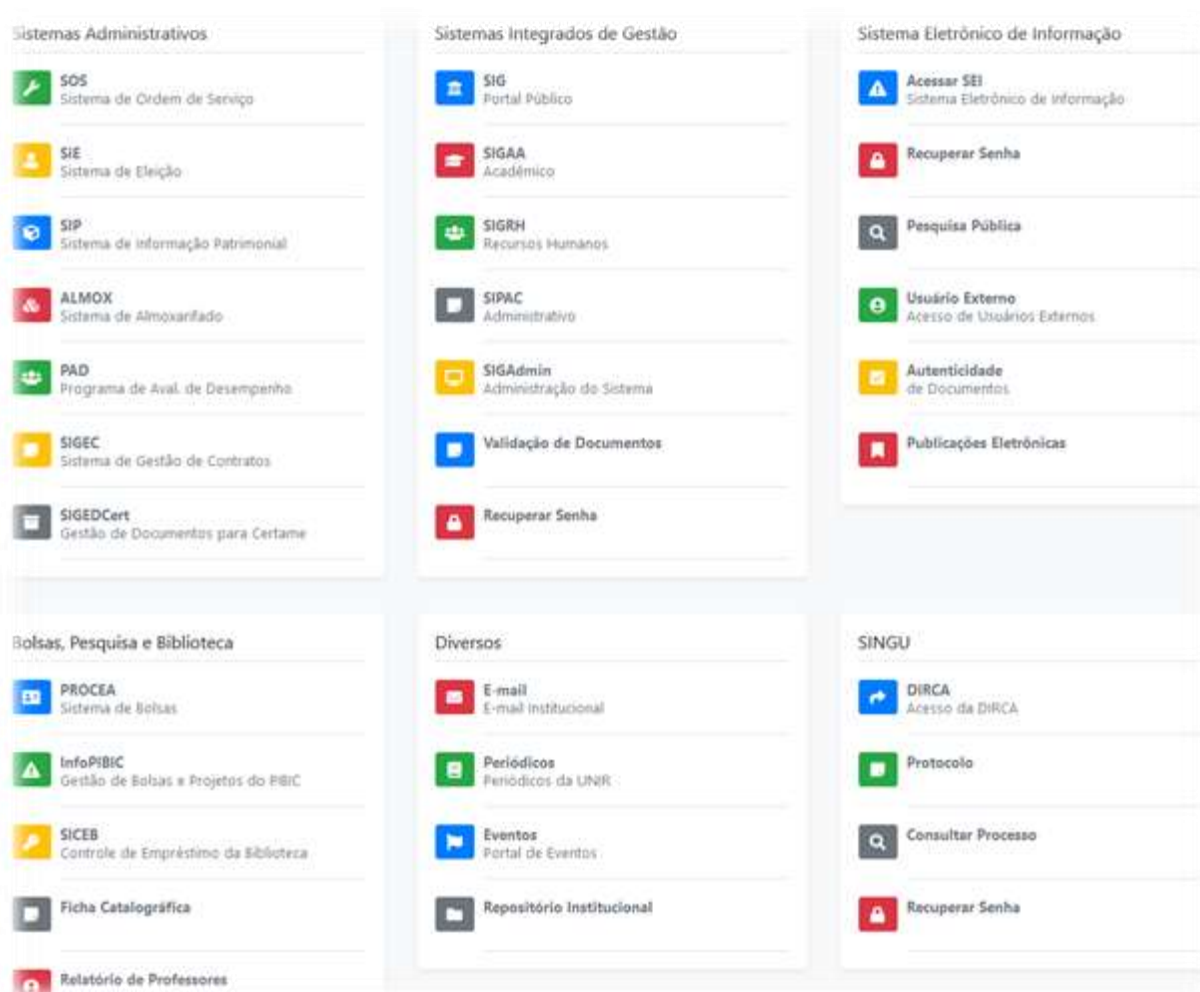 Sistemas Administrativos
SOS
Sistema de Ordem de Serviço
SiE
Sistema de Eleição
SIP
Sistema de Informação Patrimonial
ALMOX
Sistema de Almoxarifado
PAD
Programa de Aval. de Desempenho
SIGEC
Sistema de Gestão de Contratos
SIGEDCert
Gestão de Documentos para Certame
Sistemas Integrados de Gestão
SIG
Portal Público
SIGAA
Acadêmico
SIGRH
Recursos Humanos
SIPAC
Administrativo
SIGAdmin
Administração do Sistema
Validação de Documentos
Recuperar Senha
Sistema Eletrônico de Informação
Acessar SEI
Sistema Eletrônico de Informação
Recuperar Senha
Pesquisa Pública
Usuário Externo
Acesso de Usuários Externos
Autenticidade
de Documentos
Publicações Eletrônicas
Bolsas, Pesquisa e Biblioteca
PROCEA
Sistema de Bolsas
InfoPIBIC
Gestão de Bolsas e Projetos do PIBIC
SICEB
Controle de Empréstimo da Biblioteca
Ficha Catalográfica
Relatório de Professores
Diversos
E-mail
E-mail Institucional
Periódicos
Periódicos da UNIR
Eventos
Portal de Eventos
Repositório Institucional
SINGU
DIRCA
Acesso da DIRCA
Protocolo
Consultar Processo
Recuperar Senha